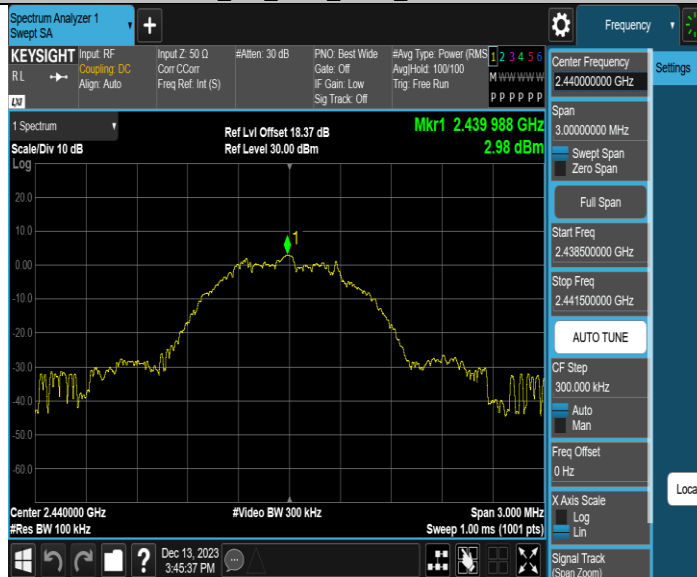 Spectrum Analyzer 1
Swept SA
+
Frequency
KEYSIGHT
RL
LXI
Input: RF
Coupling: DC
Align: Auto
Input Z: 50 Ω
Corr CCorr
Freq Ref: Int (S)
#Atten: 30 dB
PNO: Best Wide
Gate: Off
IF Gain: Low
Sig Track: Off
#Avg Type: Power (RMS
Avg|Hold: 100/100
Trig: Free Run
1 2 3 4 5 6
M W W W W W
P P P P P P
1 Spectrum
Scale/Div 10 dB
Log
Ref Lvl Offset 18.37 dB
Ref Level 30.00 dBm
Mkr1 2.439 988 GHz
2.98 dBm
20.0
10.0
0.00
-10.0
-20.0
-30.0
-40.0
-50.0
-60.0
1
Center 2.440000 GHz
#Res BW 100 kHz
#Video BW 300 kHz
Span 3.000 MHz
Sweep 1.00 ms (1001 pts)
?
Dec 13, 2023
3:45:37 PM
Center Frequency
2.440000000 GHz
Span
3.00000000 MHz
Swept Span
Zero Span
Full Span
Start Freq
2.438500000 GHz
Stop Freq
2.441500000 GHz
AUTO TUNE
CF Step
300.000 kHz
Auto
Man
Freq Offset
0 Hz
X Axis Scale
Log
Lin
Signal Track
(Span Zoom)
Settings
Loca